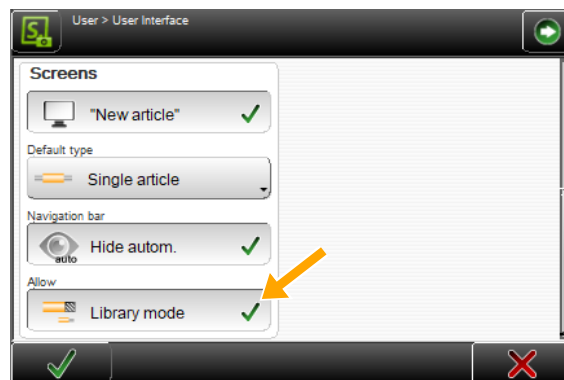 User > User Interface
Screens
"New article"
Default type
Single article
Navigation bar
auto
Hide autom.
Allow
Library mode